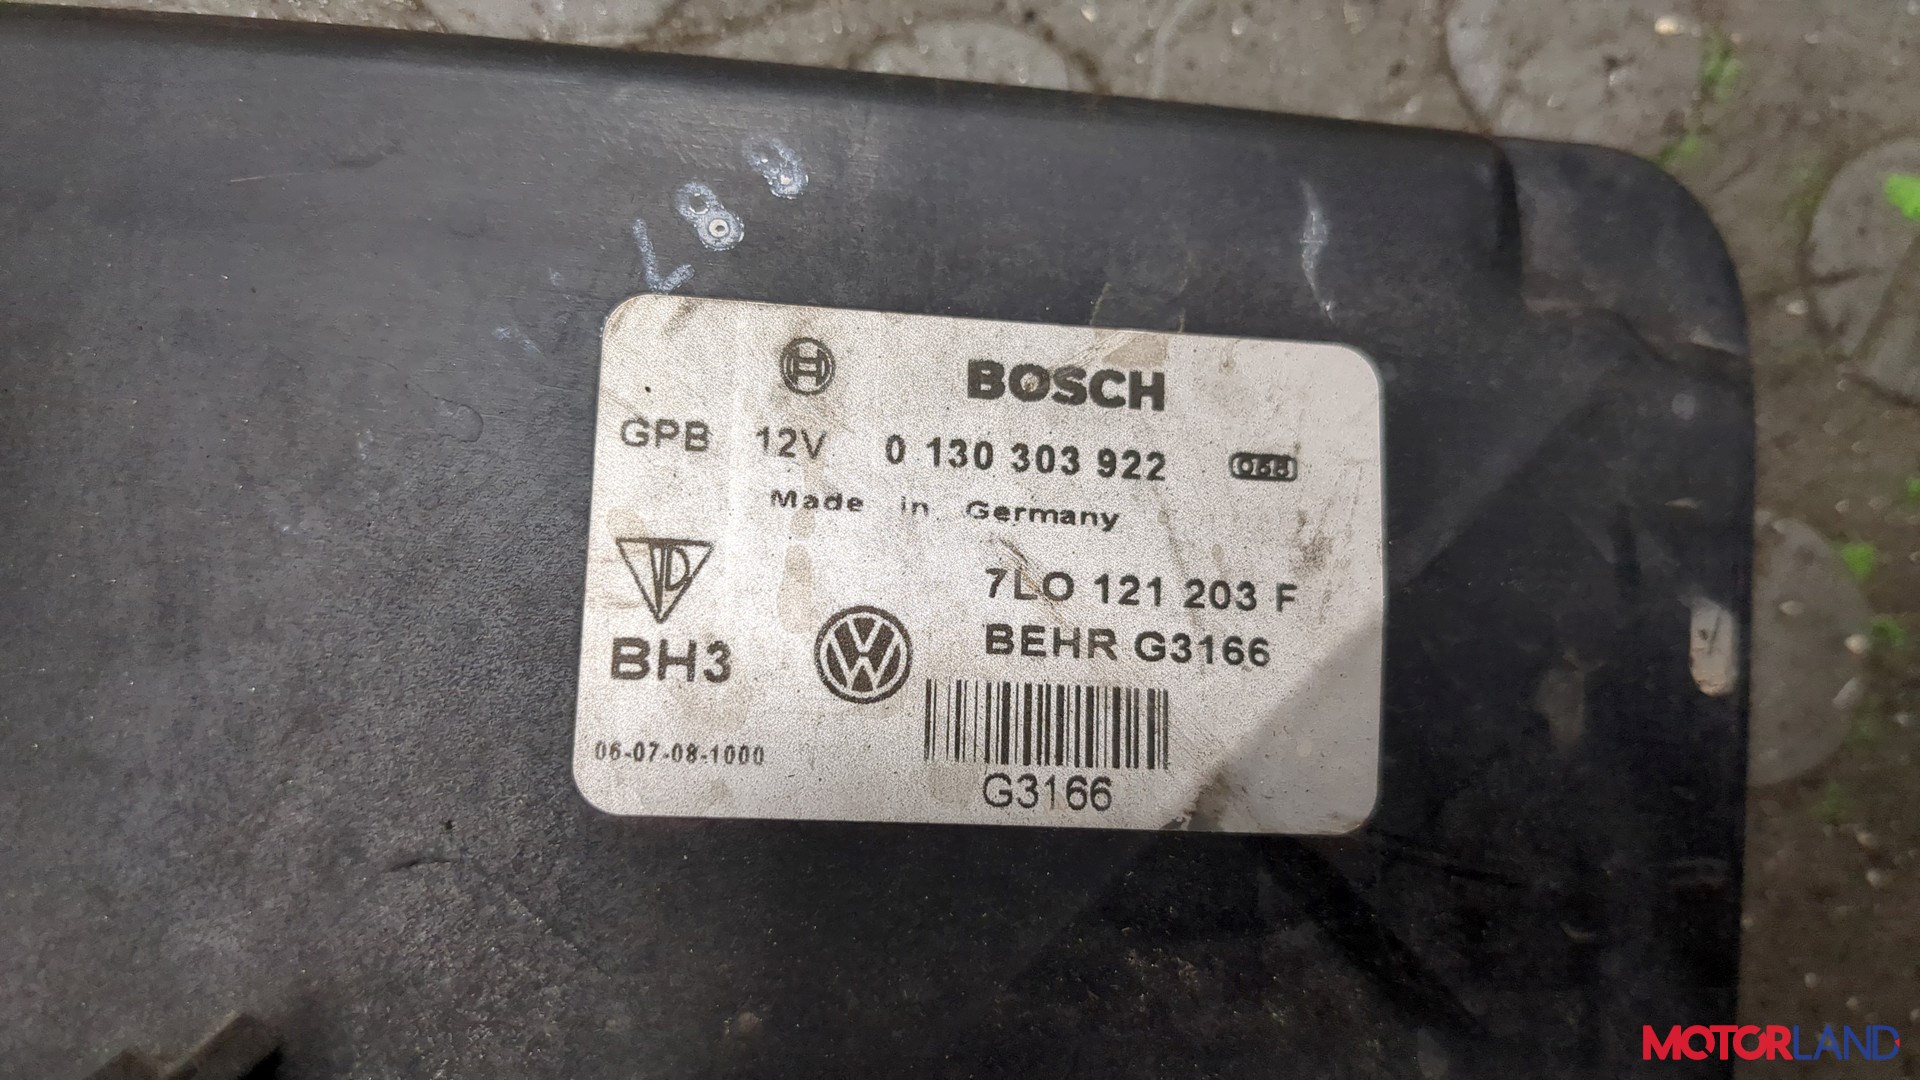 BOSCH
GPB 12V 0 130 303 922
Made in Germany
7LO 121 203 F
BH3
BEHR G3166
06-07-08-1000
G3166
MOTORLAND